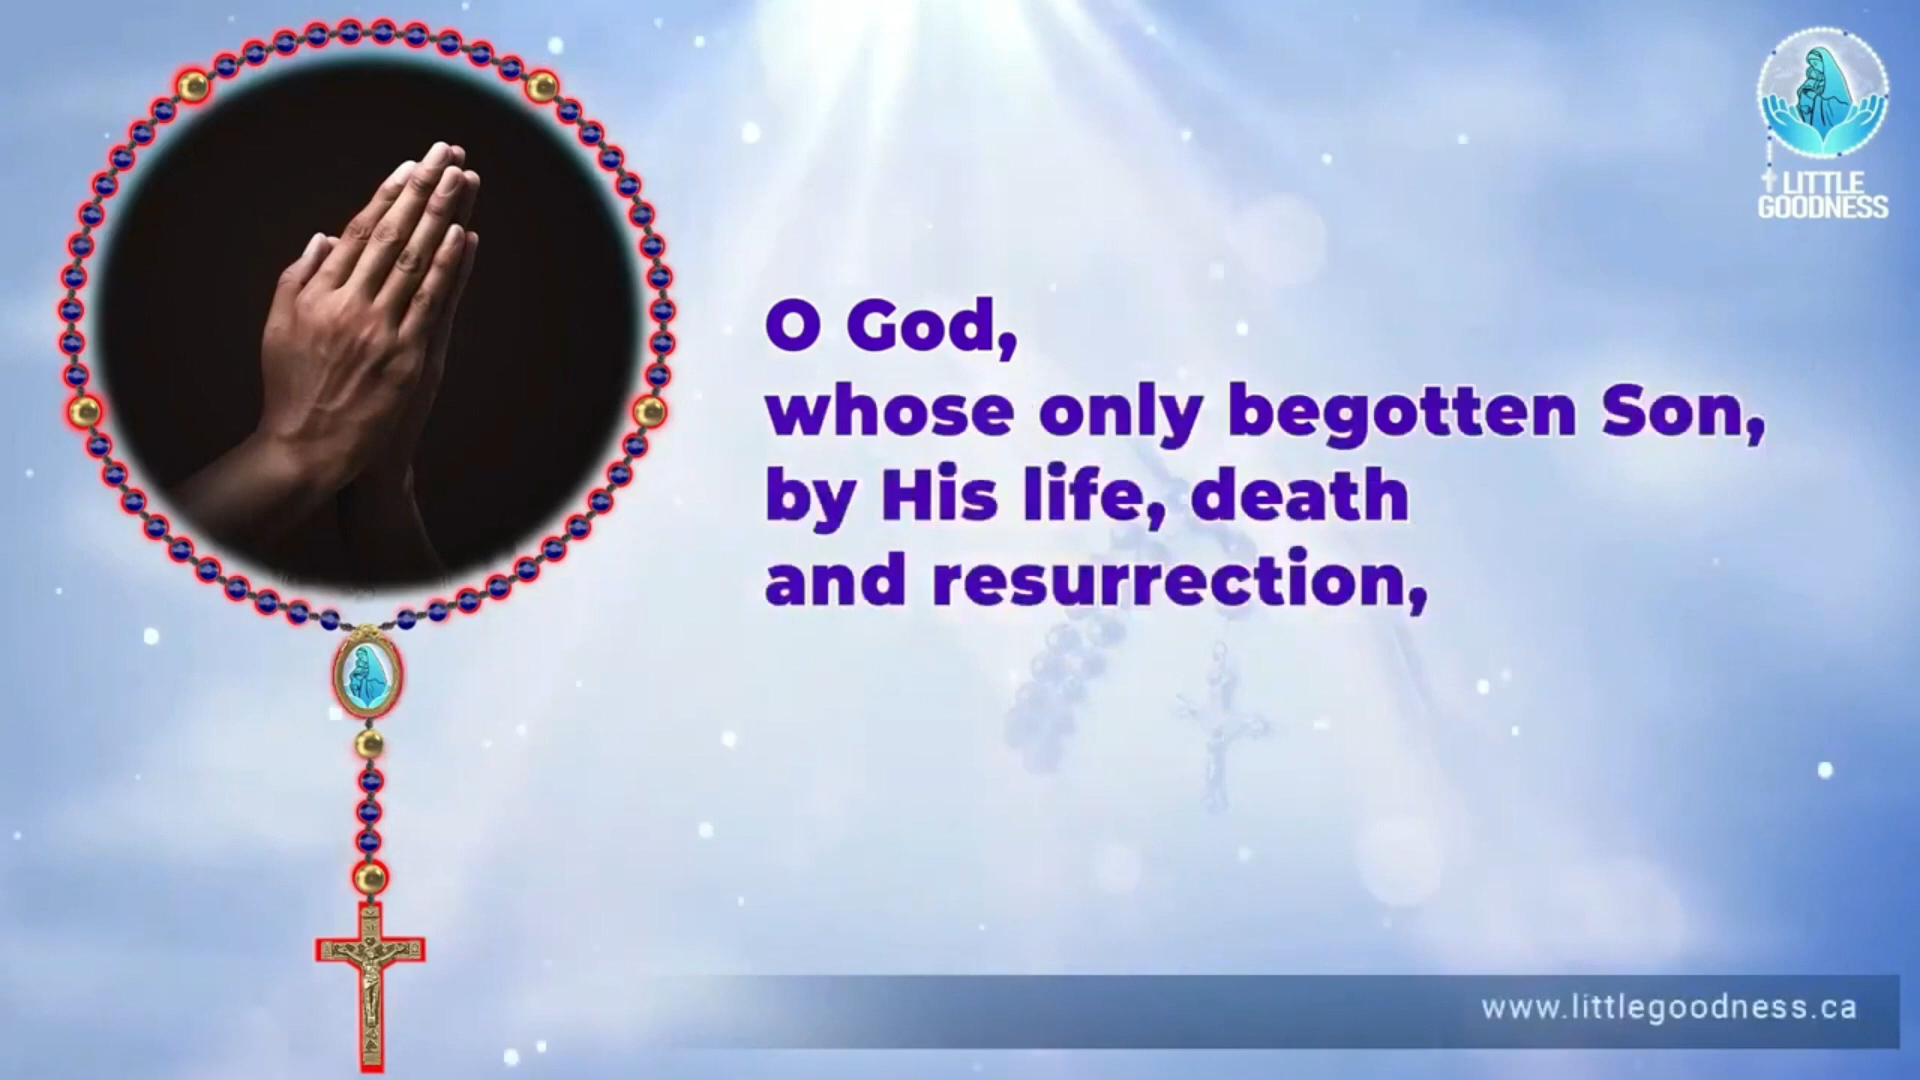 O God,
whose only begotten Son,
by His life, death
and resurrection,
LITTLE
GOODNESS
www.littlegoodness.ca